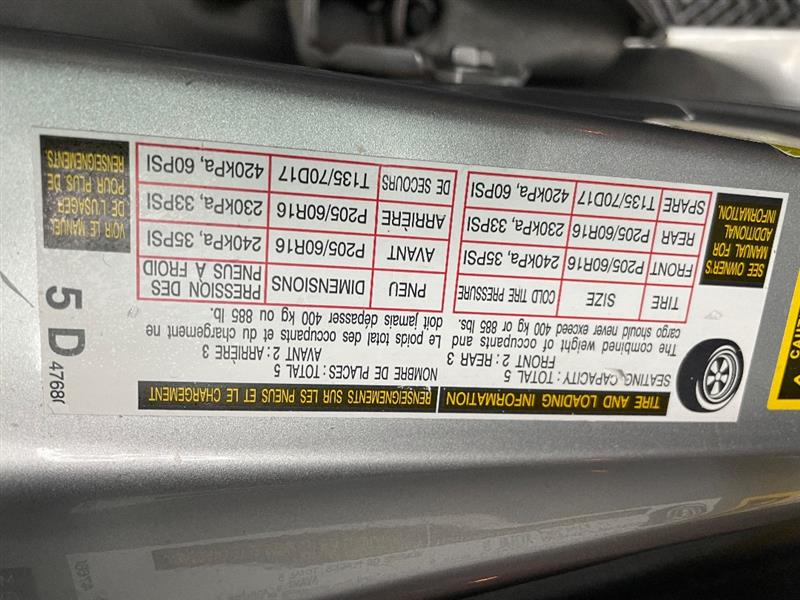 TIRE AND LOADING INFORMATION
RENSEIGNEMENTS SUR LES PNEUS ET LE CHARGEMENT
SEATING CAPACITY : TOTAL 5
FRONT 2 : REAR 3
The combined weight of occupants and
cargo should never exceed 400 kg or 885 lbs.
NOMBRE DE PLACES : TOTAL 5
AVANT 2 : ARRIÈRE 3
Le poids total des occupants et du chargement ne
doit jamais dépasser 400 kg ou 885 lb.
TIRE SIZE COLD TIRE PRESSURE
FRONT P205/60R16 240kPa, 35PSI
REAR P205/60R16 230kPa, 33PSI
SPARE T135/70D17 420kPa, 60PSI
PNEU DIMENSIONS PRESSION DES PNEUS À FROID
AVANT P205/60R16 240kPa, 35PSI
ARRIÈRE P205/60R16 230kPa, 33PSI
DE SECOURS T135/70D17 420kPa, 60PSI
SEE OWNER'S
MANUAL FOR
ADDITIONAL
INFORMATION.
VOIR LE MANUEL
DE L'USAGER
POUR PLUS DE
RENSEIGNEMENTS.
5 D 4768